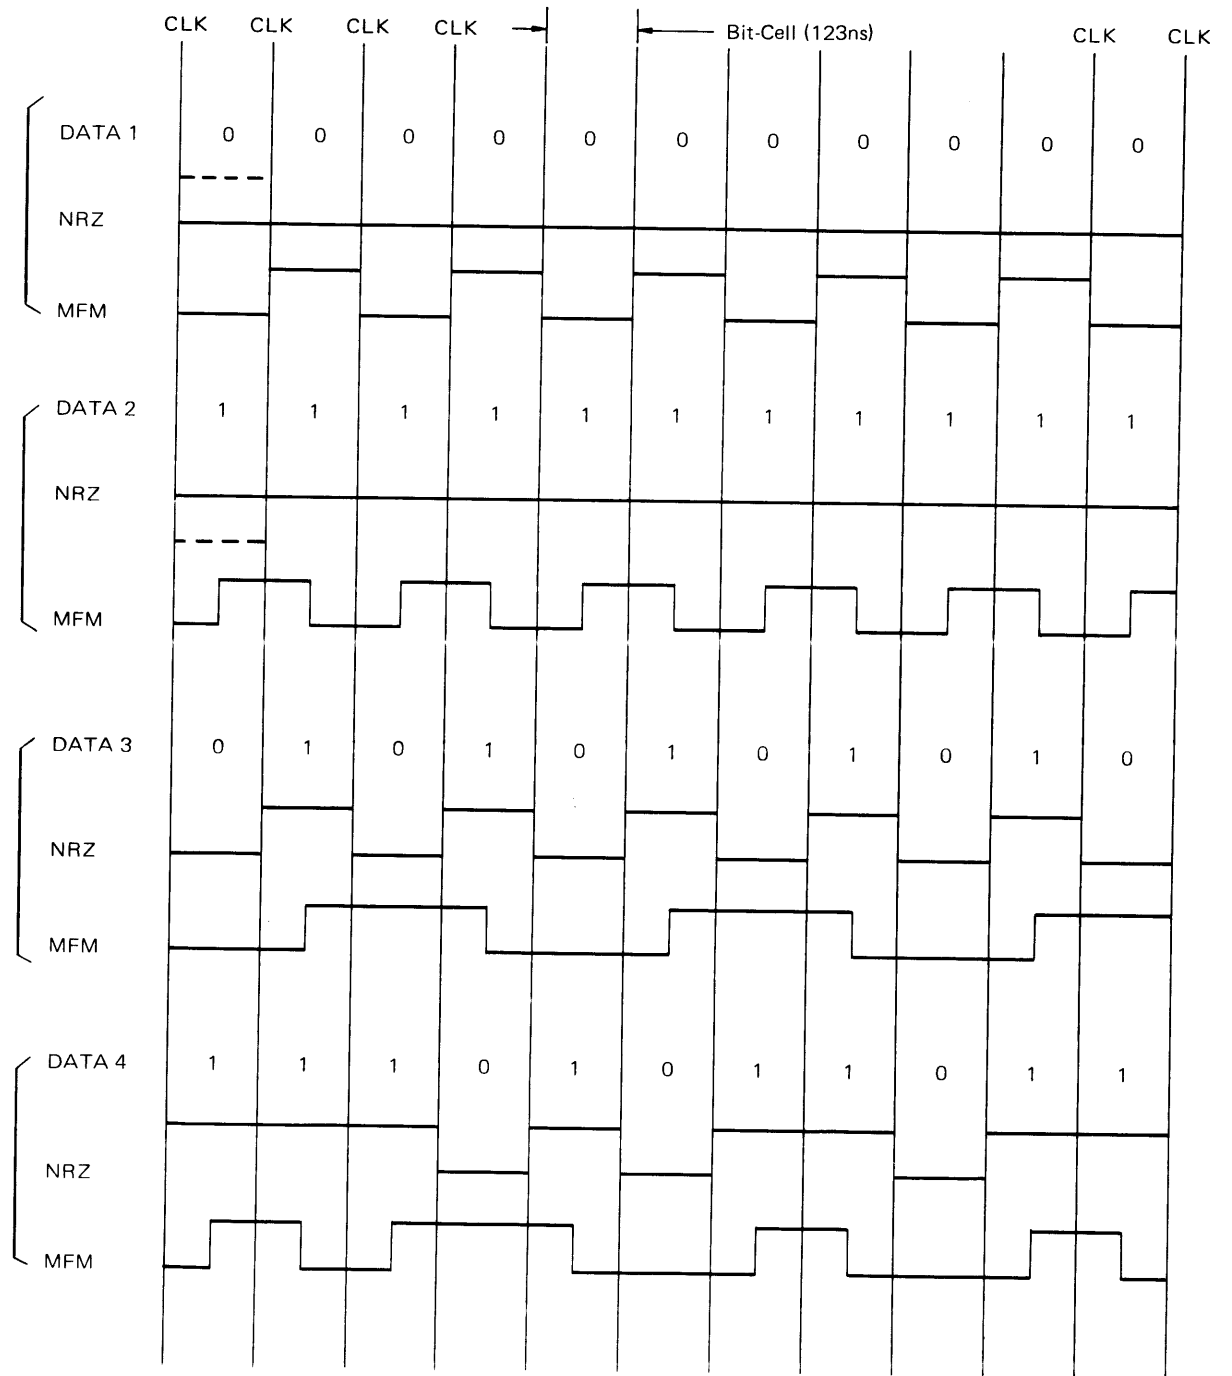 CLK CLK CLK CLK Bit-Cell (123ns) CLK CLK
DATA 1 0 0 0 0 0 0 0 0 0 0 0
NRZ
MFM
DATA 2 1 1 1 1 1 1 1 1 1 1 1
NRZ
MFM
DATA 3 0 1 0 1 0 1 0 1 0 1 0
NRZ
MFM
DATA 4 1 1 1 0 1 0 1 1 0 1 1
NRZ
MFM